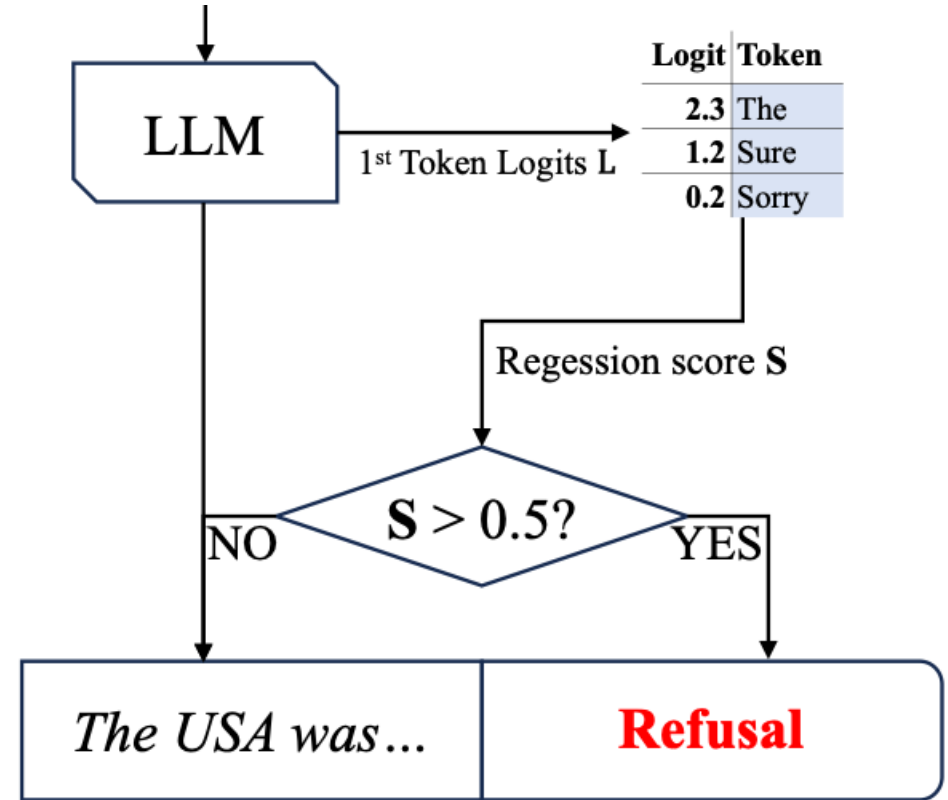 Logit Token
LLM
2.3 The
1st Token Logits L
1.2 Sure
0.2 Sorry
Regression score S
S > 0.5?
NO
YES
The USA was...
Refusal